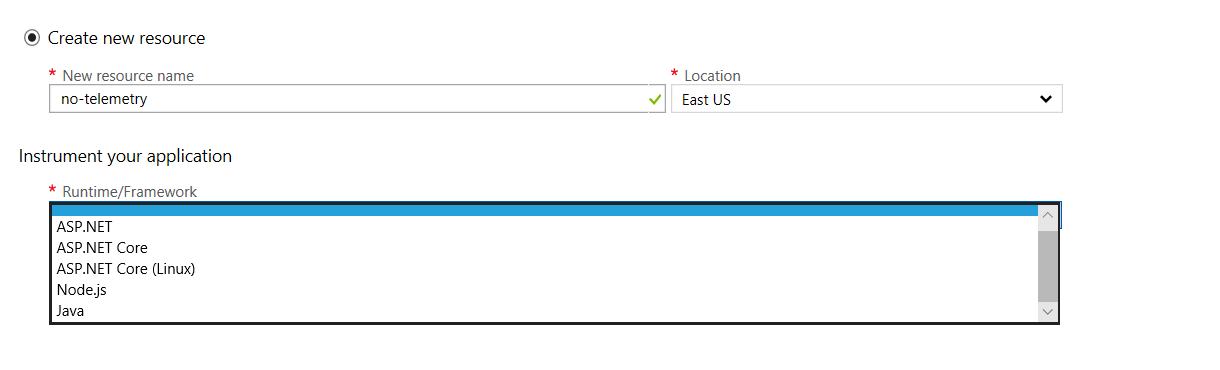 Create new resource
* New resource name
* Location
no-telemetry
East US
Instrument your application
* Runtime/Framework
ASP.NET
ASP.NET Core
ASP.NET Core (Linux)
Node.js
Java